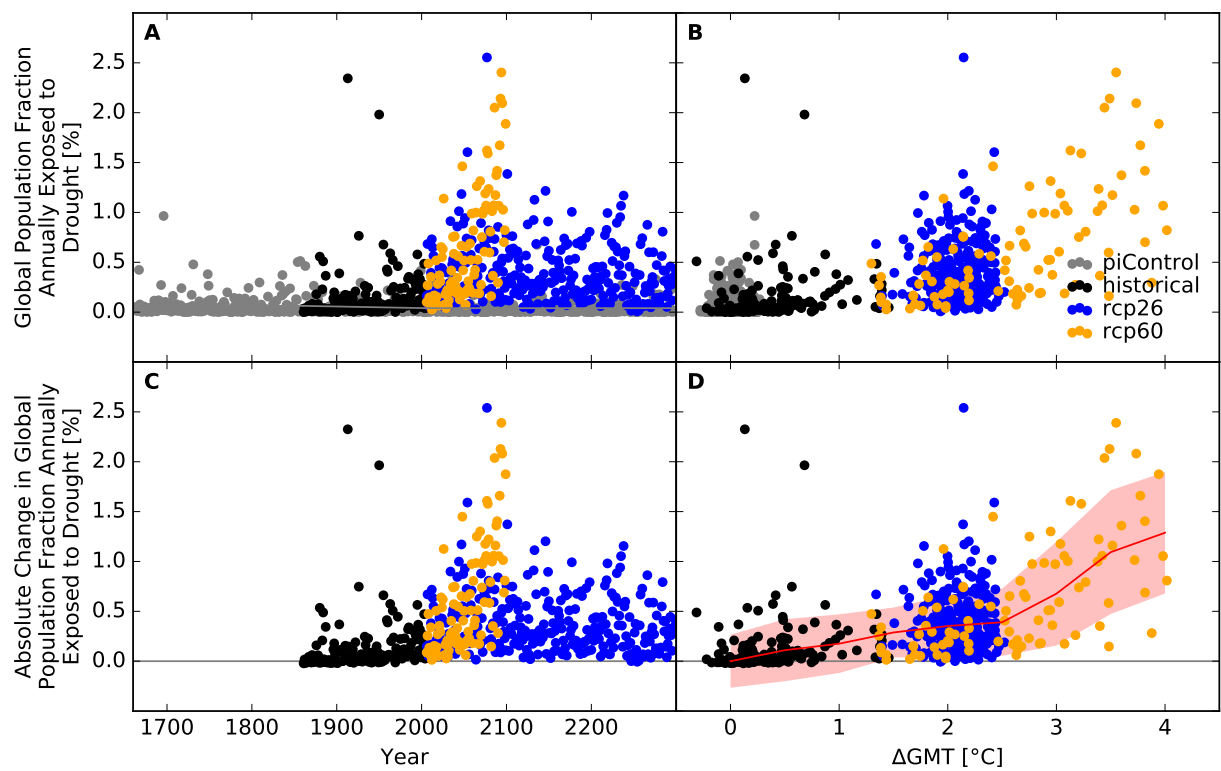 Global Population Fraction
Annually Exposed to
Drought [%]
A
2.5
2.0
1.5
1.0
0.5
0.0
B
piControl
historical
rcp26
rcp60
Absolute Change in Global
Population Fraction Annually
Exposed to Drought [%]
C
2.5
2.0
1.5
1.0
0.5
0.0
1700 1800 1900 2000 2100 2200
Year
D
0 1 2 3 4
ΔGMT [°C]